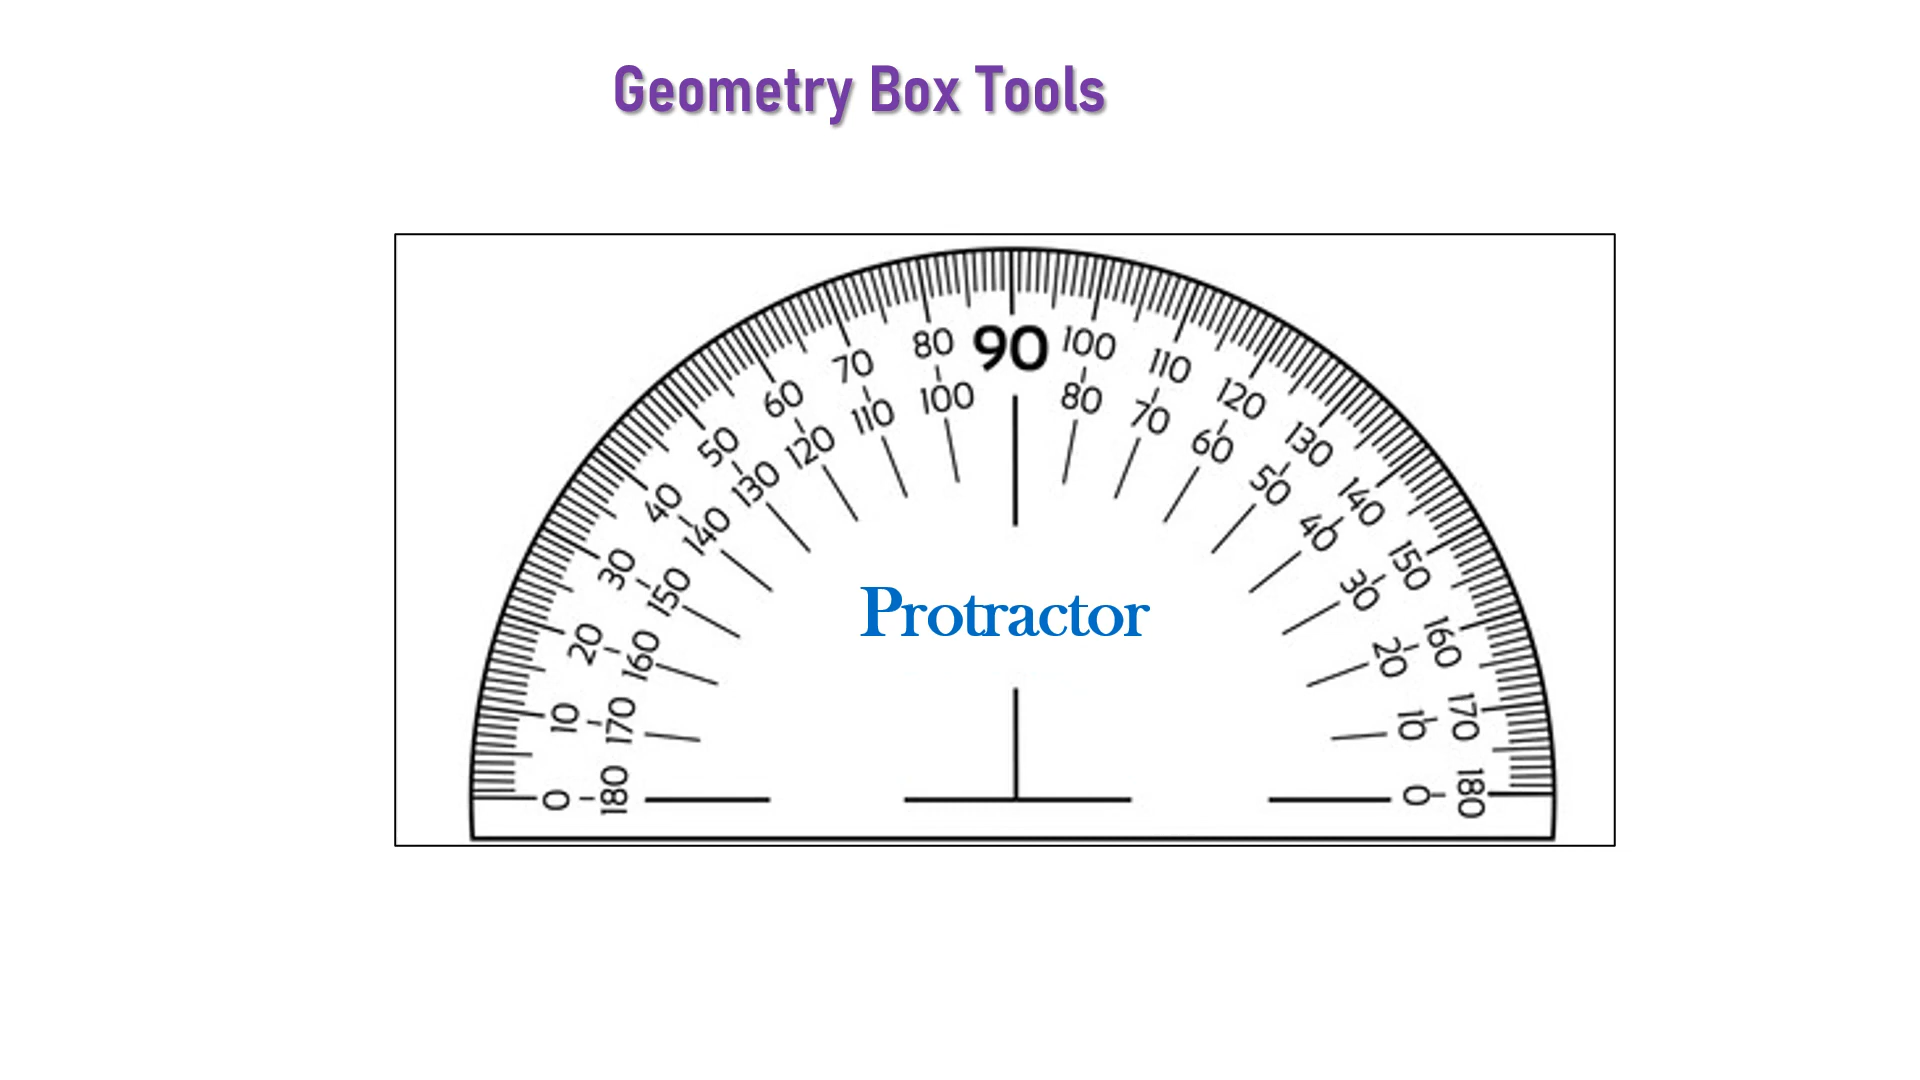 Geometry Box Tools
0 10 20 30 40 50 60 70 80 90 100 110 120 130 140 150 160 170 180
180 170 160 150 140 130 120 110 100 80 70 60 50 40 30 20 10 0
Protractor